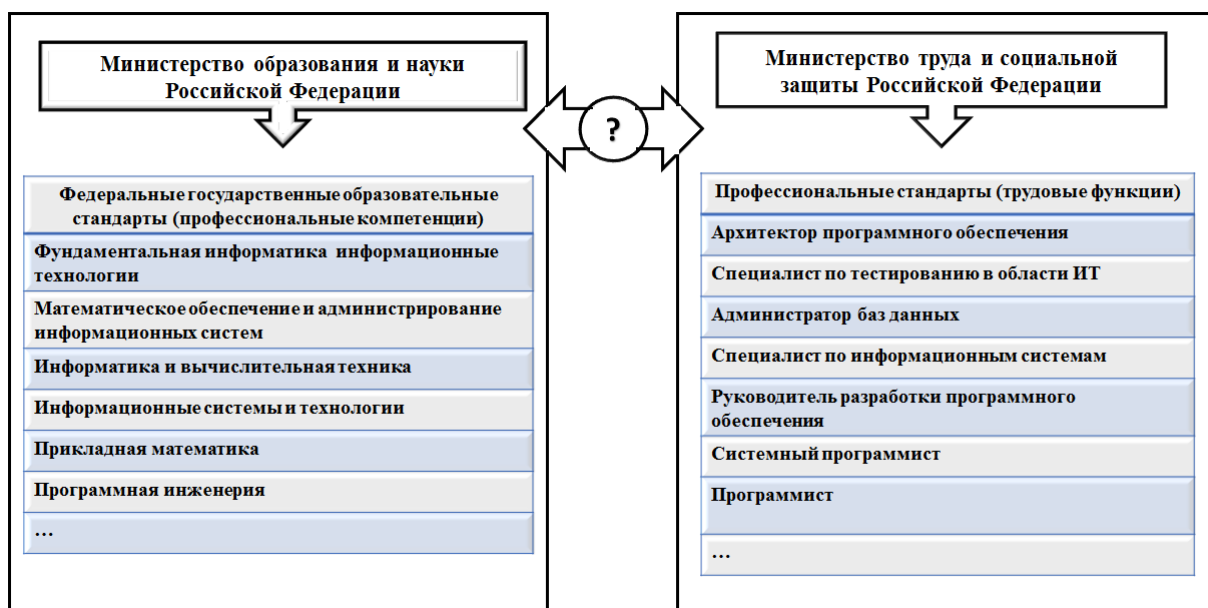 Министерство образования и науки
Российской Федерации
Федеральные государственные образовательные
стандарты (профессиональные компетенции)
Фундаментальная информатика информационные
технологии
Математическое обеспечение и администрирование
информационных систем
Информатика и вычислительная техника
Информационные системы и технологии
Прикладная математика
Программная инженерия
...
?
Министерство труда и социальной
защиты Российской Федерации
Профессиональные стандарты (трудовые функции)
Архитектор программного обеспечения
Специалист по тестированию в области ИТ
Администратор баз данных
Специалист по информационным системам
Руководитель разработки программного
обеспечения
Системный программист
Программист
...